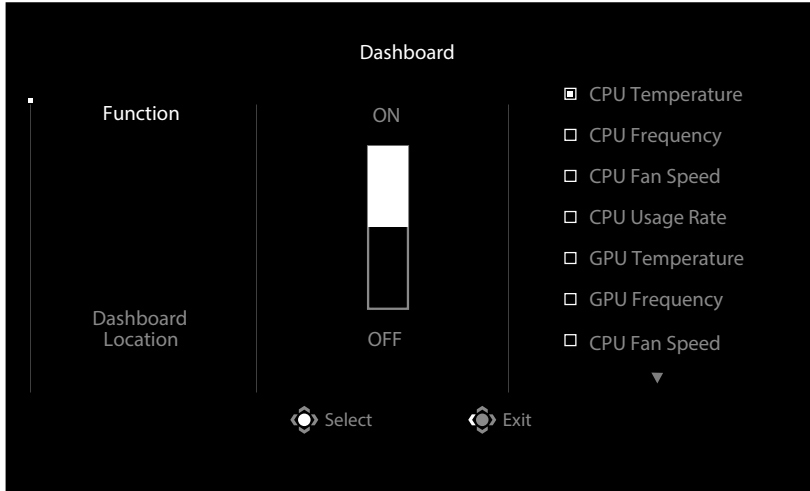 Dashboard
Function
Dashboard
Location
ON
OFF
CPU Temperature
CPU Frequency
CPU Fan Speed
CPU Usage Rate
GPU Temperature
GPU Frequency
CPU Fan Speed
Select
Exit